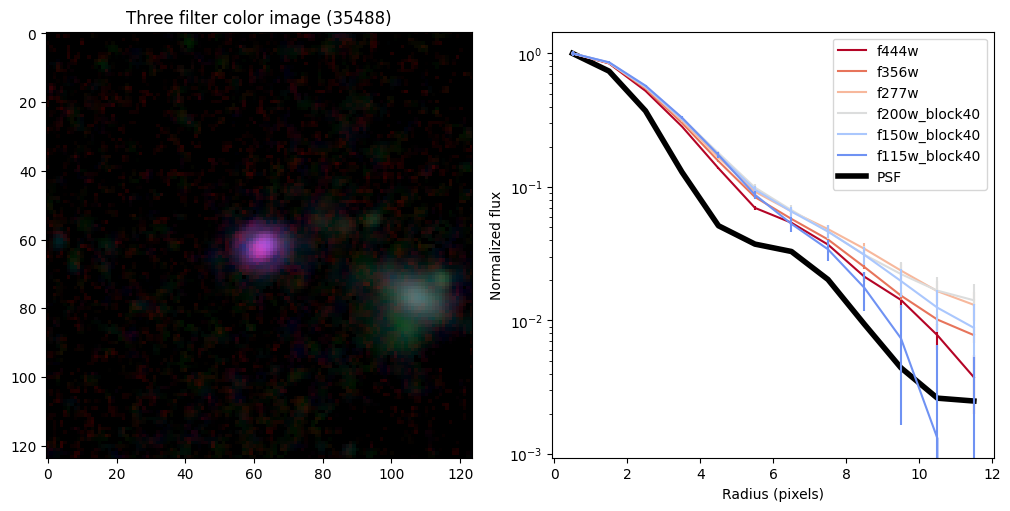 Three filter color image (35488)
0
20
40
60
80
100
120
0 20 40 60 80 100 120
Normalized flux
10^0
10^-1
10^-2
10^-3
0 2 4 6 8 10 12
Radius (pixels)
f444w
f356w
f277w
f200w_block40
f150w_block40
f115w_block40
PSF